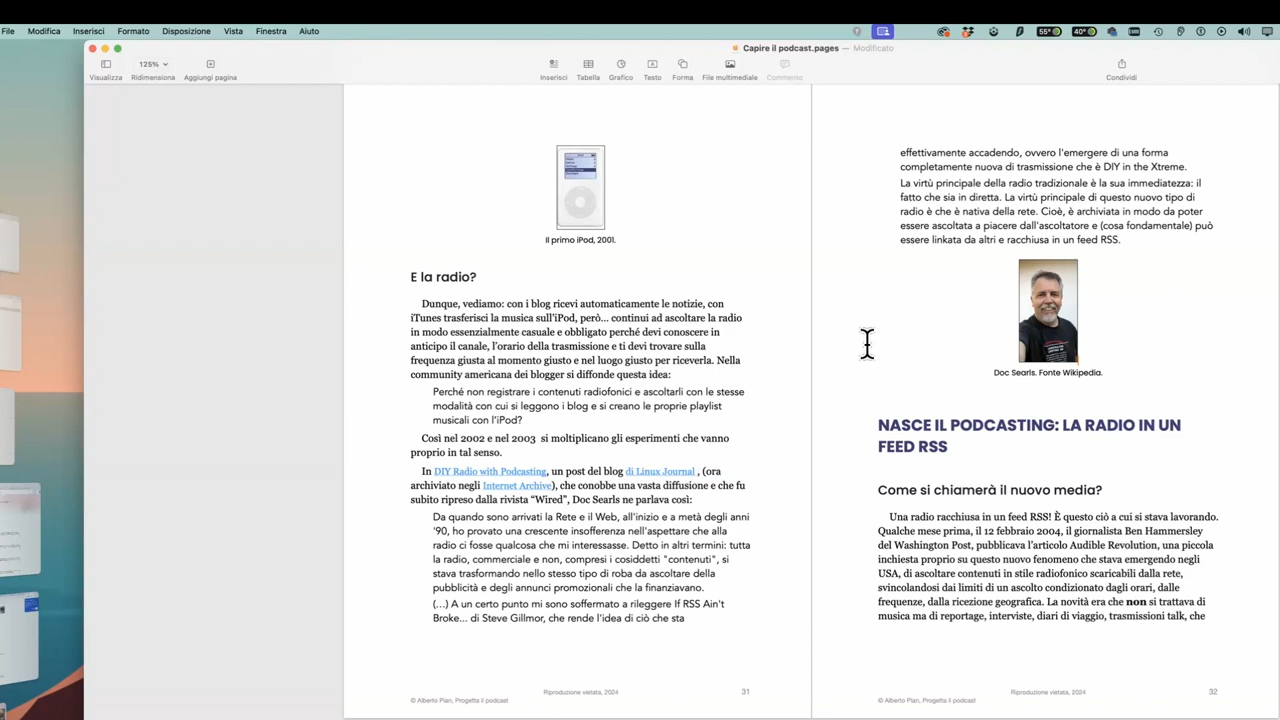 File Modifica Inserisci Formato Disposizione Vista Finestra Aiuto
55° 40°
Capire il podcast.pages — Modificato
125%
Visualizza Ridimensiona Aggiungi pagina Inserisci Tabella Grafico Testo Forma File multimediale Commento Condividi
Il primo iPod, 2001.
E la radio?
Dunque, vediamo: con i blog ricevi automaticamente le notizie, con
iTunes trasferisci la musica sull'iPod, però... continui ad ascoltare la radio
in modo essenzialmente casuale e obbligato perché devi conoscere in
anticipo il canale, l'orario della trasmissione e ti devi trovare sulla
frequenza giusta al momento giusto e nel luogo giusto per riceverla. Nella
community americana dei blogger si diffonde questa idea:
Perché non registrare i contenuti radiofonici e ascoltarli con le stesse
modalità con cui si leggono i blog e si creano le proprie playlist
musicali con l'iPod?
Così nel 2002 e nel 2003 si moltiplicano gli esperimenti che vanno
proprio in tal senso.
In DIY Radio with Podcasting, un post del blog di Linux Journal , (ora
archiviato negli Internet Archive), che conobbe una vasta diffusione e che fu
subito ripreso dalla rivista "Wired", Doc Searls ne parlava così:
Da quando sono arrivati la Rete e il Web, all'inizio e a metà degli anni
'90, ho provato una crescente insofferenza nell'aspettare che alla
radio ci fosse qualcosa che mi interessasse. Detto in altri termini: tutta
la radio, commerciale e non, compresi i cosiddetti "contenuti", si
stava trasformando nello stesso tipo di roba da ascoltare della
pubblicità e degli annunci promozionali che la finanziavano.
(...) A un certo punto mi sono soffermato a rileggere If RSS Ain't
Broke... di Steve Gillmor, che rende l'idea di ciò che sta
Riproduzione vietata, 2024
31
© Alberto Pian, Progetta il podcast
effettivamente accadendo, ovvero l'emergere di una forma
completamente nuova di trasmissione che è DIY in the Xtreme.
La virtù principale della radio tradizionale è la sua immediatezza: il
fatto che sia in diretta. La virtù principale di questo nuovo tipo di
radio è che è nativa della rete. Cioè, è archiviata in modo da poter
essere ascoltata a piacere dall'ascoltatore e (cosa fondamentale) può
essere linkata da altri e racchiusa in un feed RSS.
Doc Searls. Fonte Wikipedia.
NASCE IL PODCASTING: LA RADIO IN UN
FEED RSS
Come si chiamerà il nuovo media?
Una radio racchiusa in un feed RSS! È questo ciò a cui si stava lavorando.
Qualche mese prima, il 12 febbraio 2004, il giornalista Ben Hammersley
del Washington Post, pubblicava l'articolo Audible Revolution, una piccola
inchiesta proprio su questo nuovo fenomeno che stava emergendo negli
USA, di ascoltare contenuti in stile radiofonico scaricabili dalla rete,
svincolandosi dai limiti di un ascolto condizionato dagli orari, dalle
frequenze, dalla ricezione geografica. La novità era che non si trattava di
musica ma di reportage, interviste, diari di viaggio, trasmissioni talk, che
Riproduzione vietata, 2024
32
© Alberto Pian, Progetta il podcast